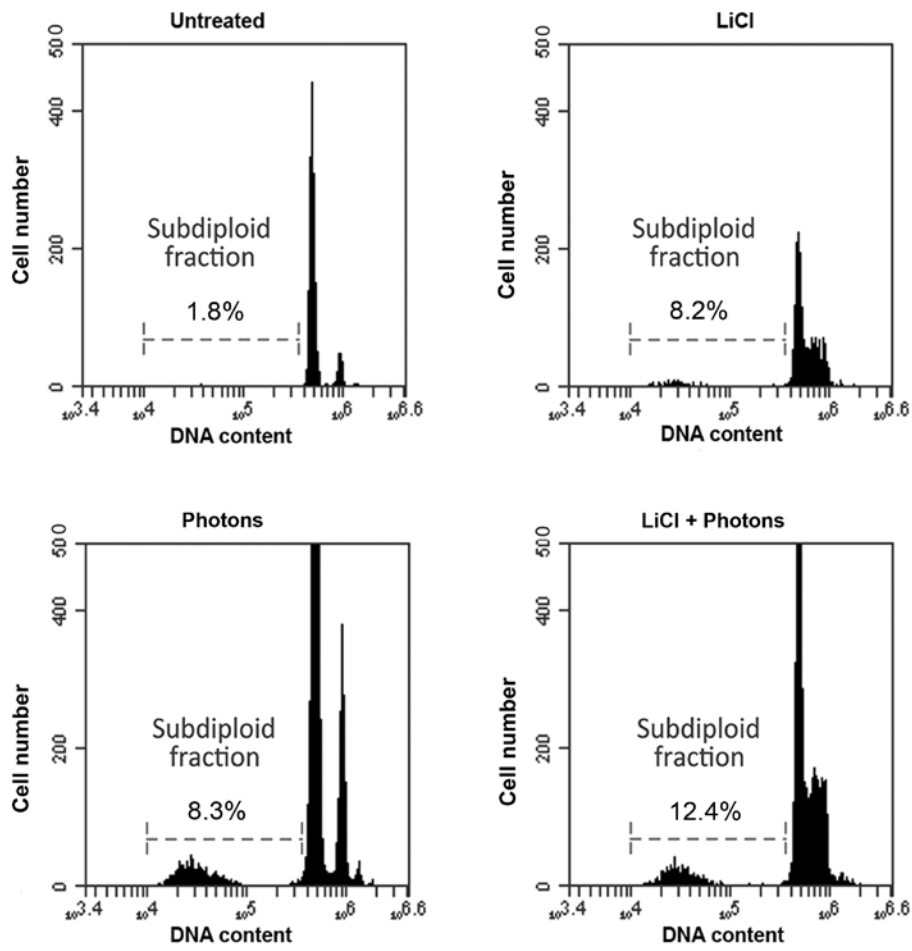 Untreated
500
400
200
0
Cell number
Subdiploid
fraction
1.8%
10^3.4 10^4 10^5 10^6 10^6.6
DNA content
LiCl
500
400
200
0
Cell number
Subdiploid
fraction
8.2%
10^3.4 10^4 10^5 10^6 10^6.6
DNA content
Photons
500
400
200
0
Cell number
Subdiploid
fraction
8.3%
10^3.4 10^4 10^5 10^6 10^6.6
DNA content
LiCl + Photons
500
400
200
0
Cell number
Subdiploid
fraction
12.4%
10^3.4 10^4 10^5 10^6 10^6.6
DNA content